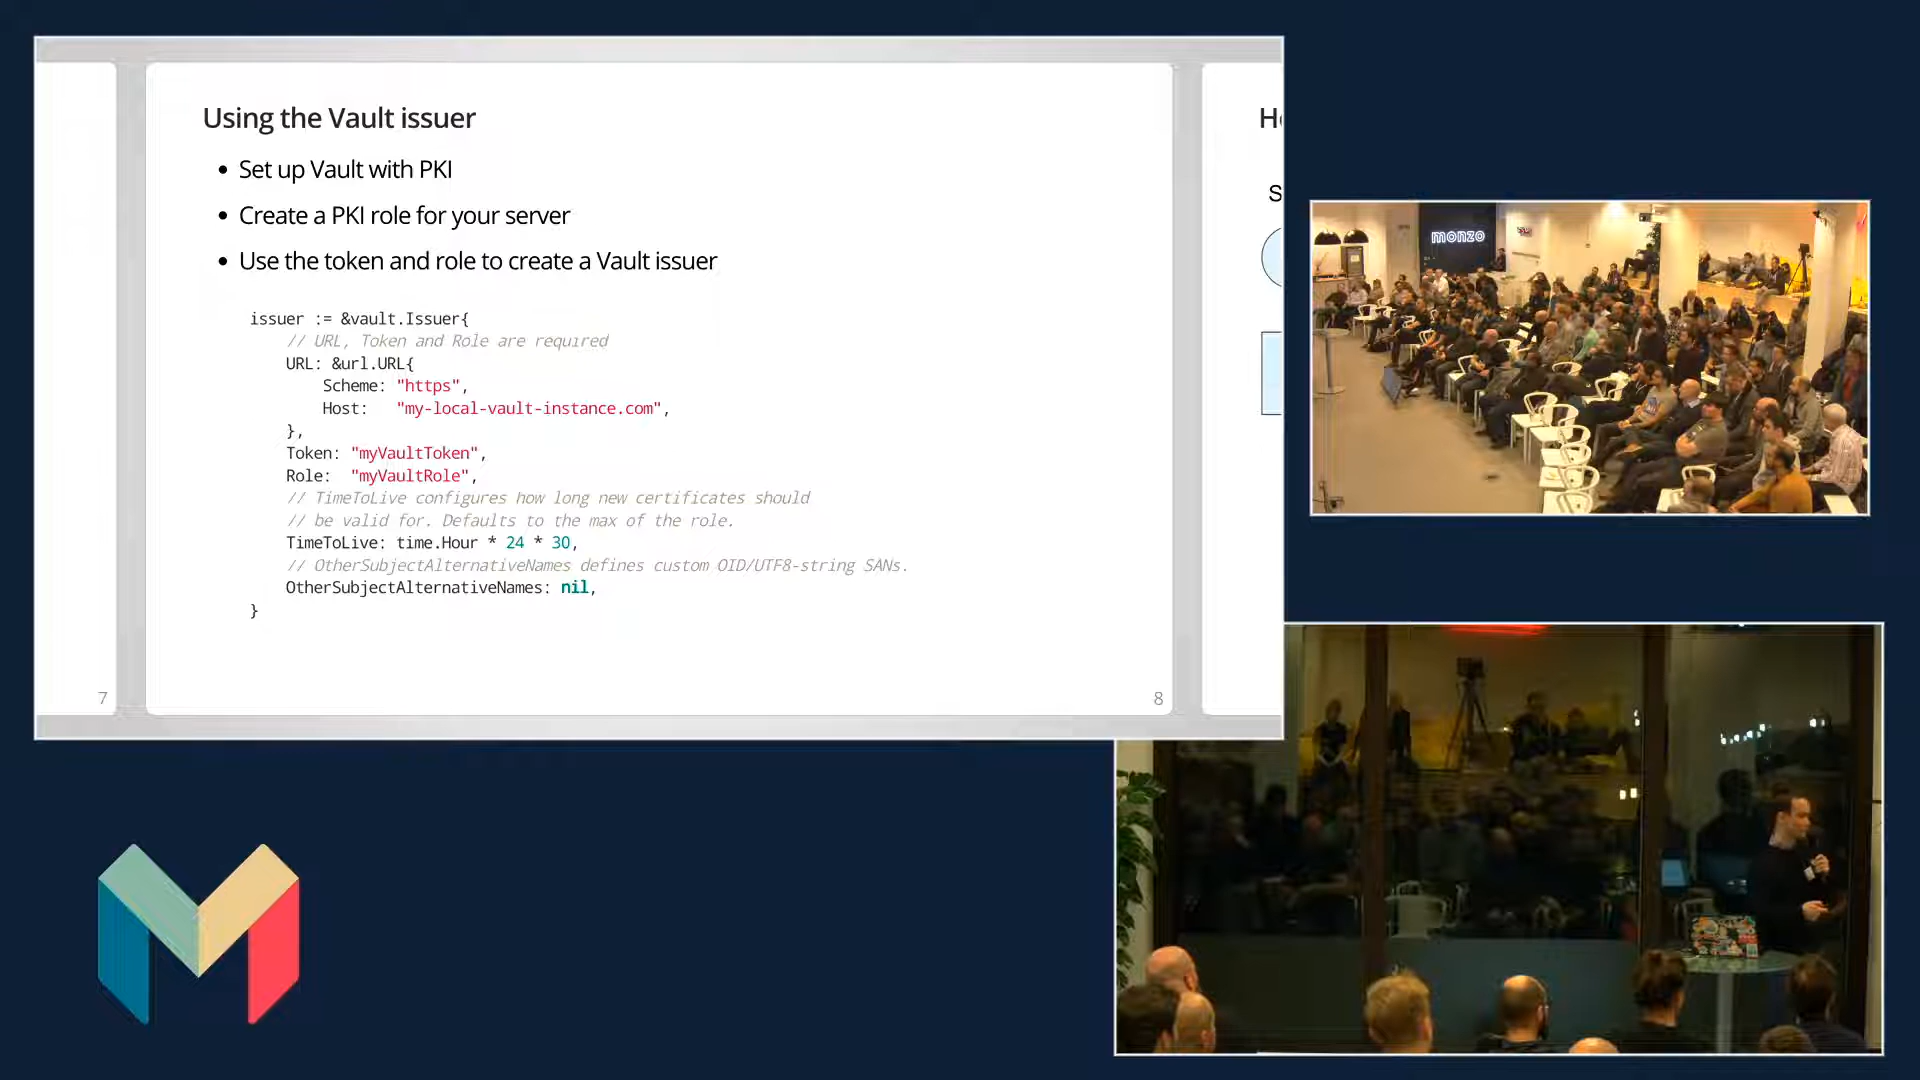 Using the Vault issuer
• Set up Vault with PKI
• Create a PKI role for your server
• Use the token and role to create a Vault issuer
issuer := &vault.Issuer{
    // URL, Token and Role are required
    URL: &url.URL{
        Scheme: "https",
        Host:   "my-local-vault-instance.com",
    },
    Token: "myVaultToken",
    Role:  "myVaultRole",
    // TimeToLive configures how long new certificates should
    // be valid for. Defaults to the max of the role.
    TimeToLive: time.Hour * 24 * 30,
    // OtherSubjectAlternativeNames defines custom OID/UTF8-string SANs.
    OtherSubjectAlternativeNames: nil,
}
7
8
H
S
monzo